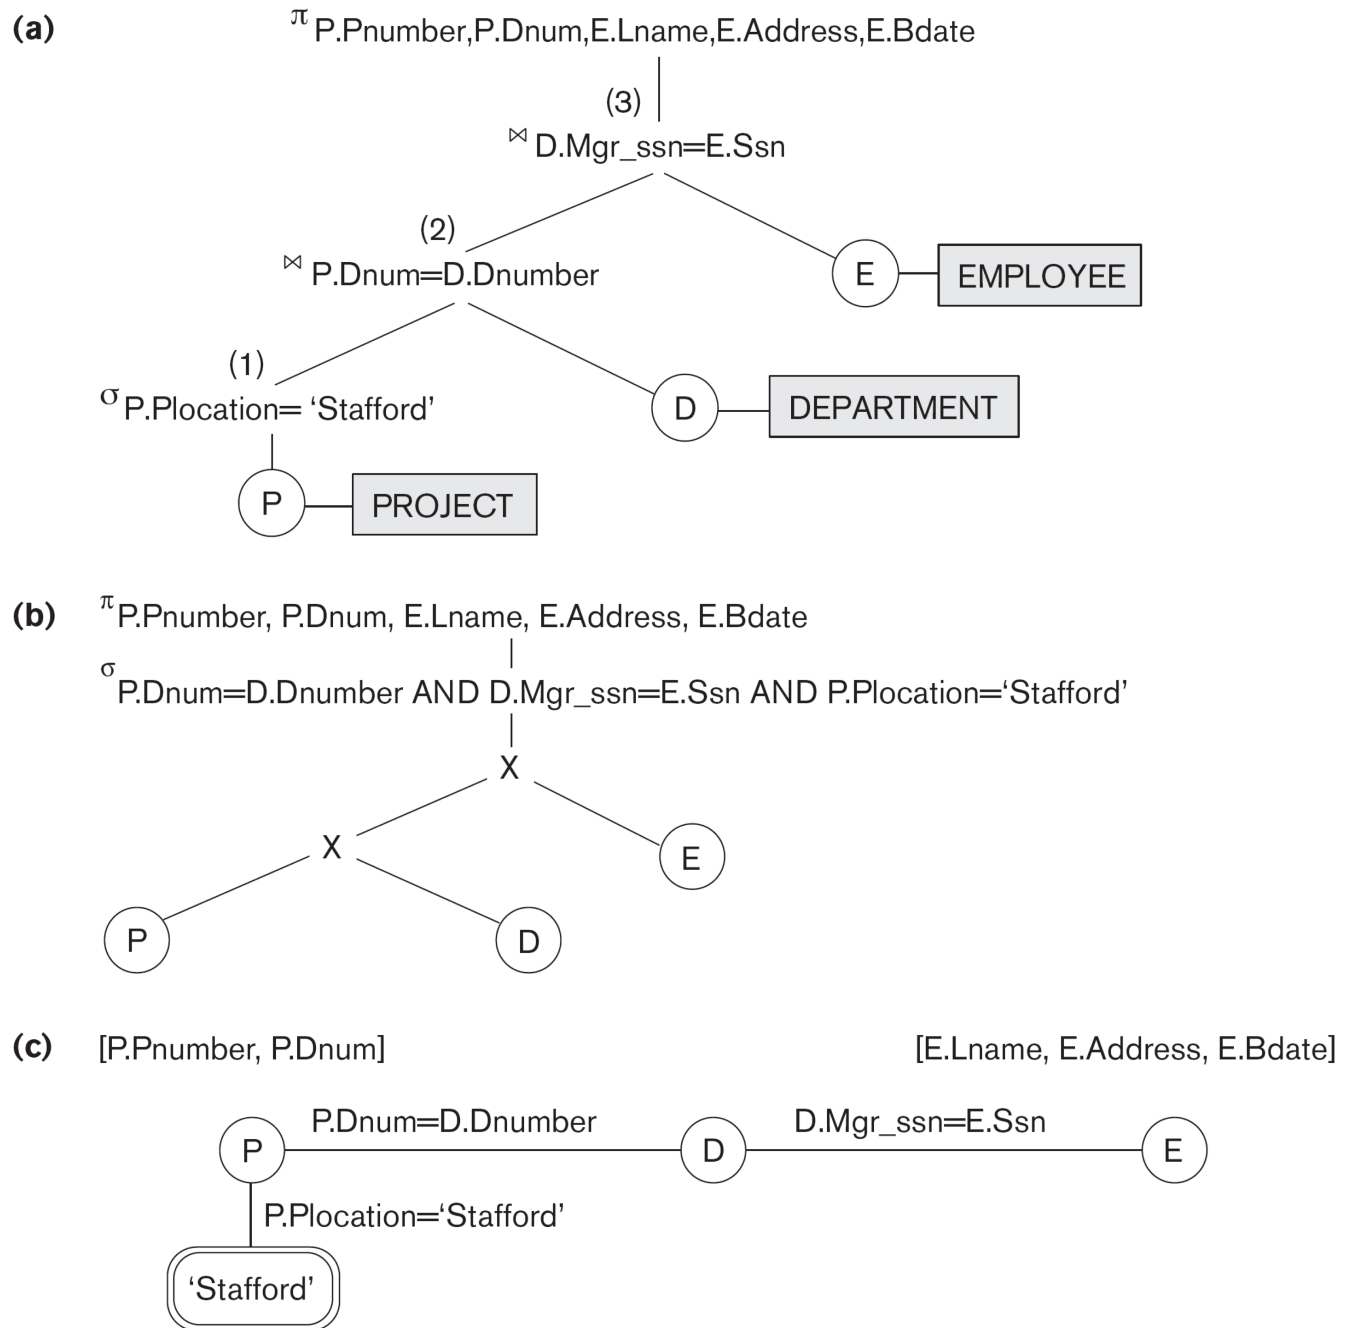 (a) π P.Pnumber,P.Dnum,E.Lname,E.Address,E.Bdate
(3)
⋈ D.Mgr_ssn=E.Ssn
(2)
⋈ P.Dnum=D.Dnumber
E EMPLOYEE
(1)
σ P.Plocation= ‘Stafford’
D DEPARTMENT
P PROJECT
(b) π P.Pnumber, P.Dnum, E.Lname, E.Address, E.Bdate
σ P.Dnum=D.Dnumber AND D.Mgr_ssn=E.Ssn AND P.Plocation=‘Stafford’
X
X
E
P D
(c) [P.Pnumber, P.Dnum] [E.Lname, E.Address, E.Bdate]
P.Dnum=D.Dnumber D.Mgr_ssn=E.Ssn
P D E
P.Plocation=‘Stafford’
‘Stafford’